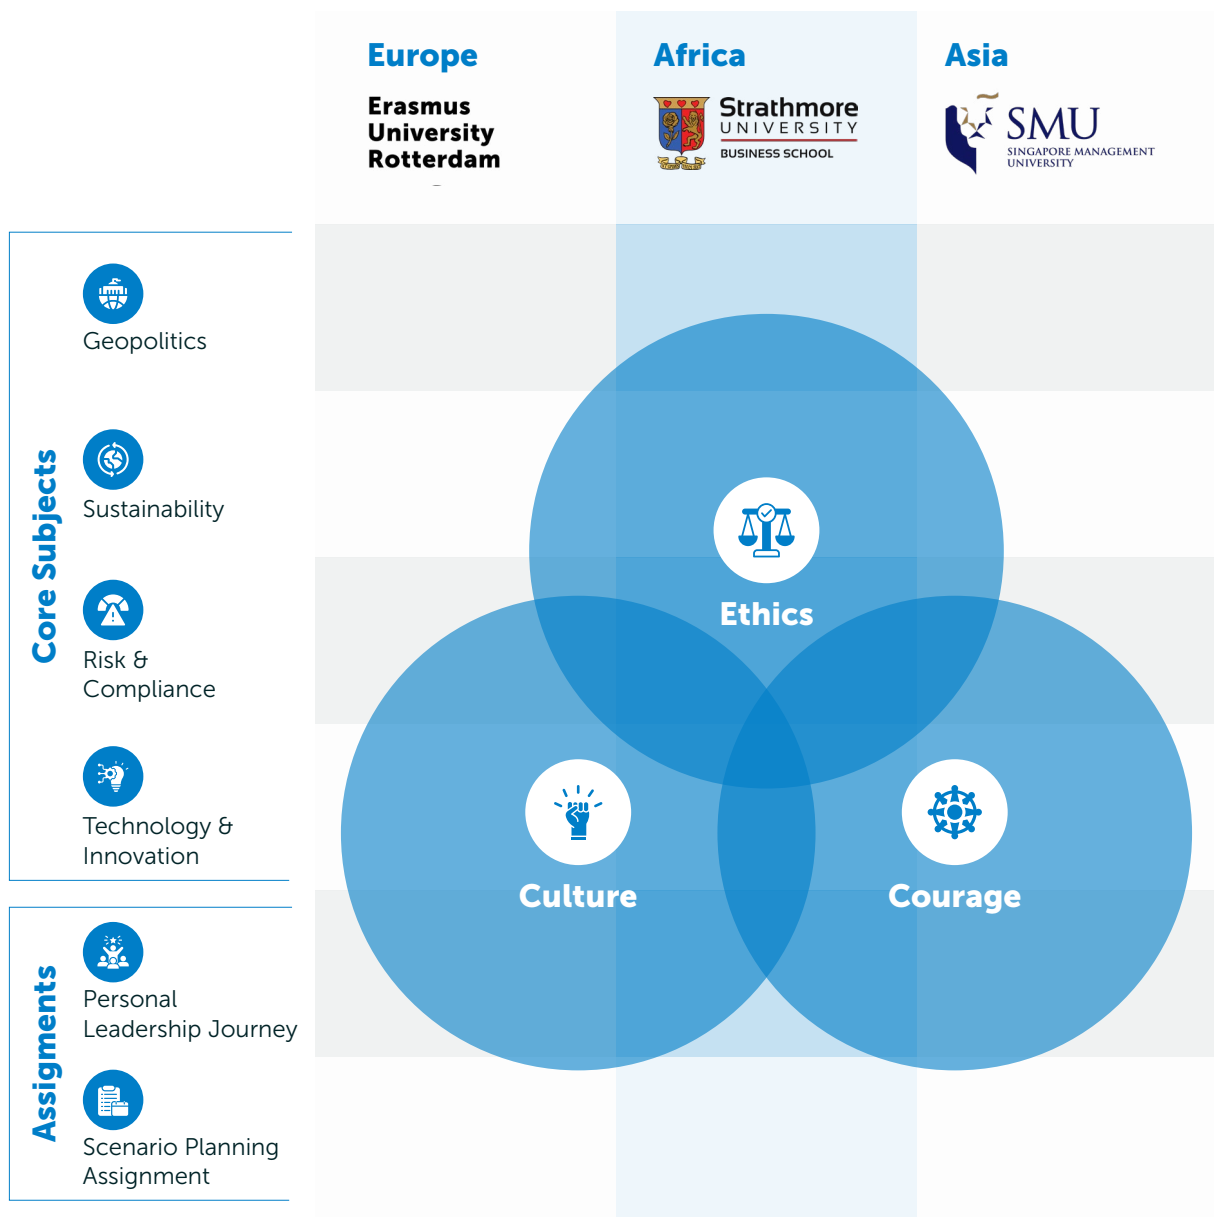 Europe
Africa
Asia
Erasmus
University
Rotterdam
Strathmore
UNIVERSITY
BUSINESS SCHOOL
SMU
SINGAPORE MANAGEMENT
UNIVERSITY
Core Subjects
Geopolitics
Sustainability
Risk &
Compliance
Technology &
Innovation
Assigments
Personal
Leadership Journey
Scenario Planning
Assignment
Ethics
Culture
Courage